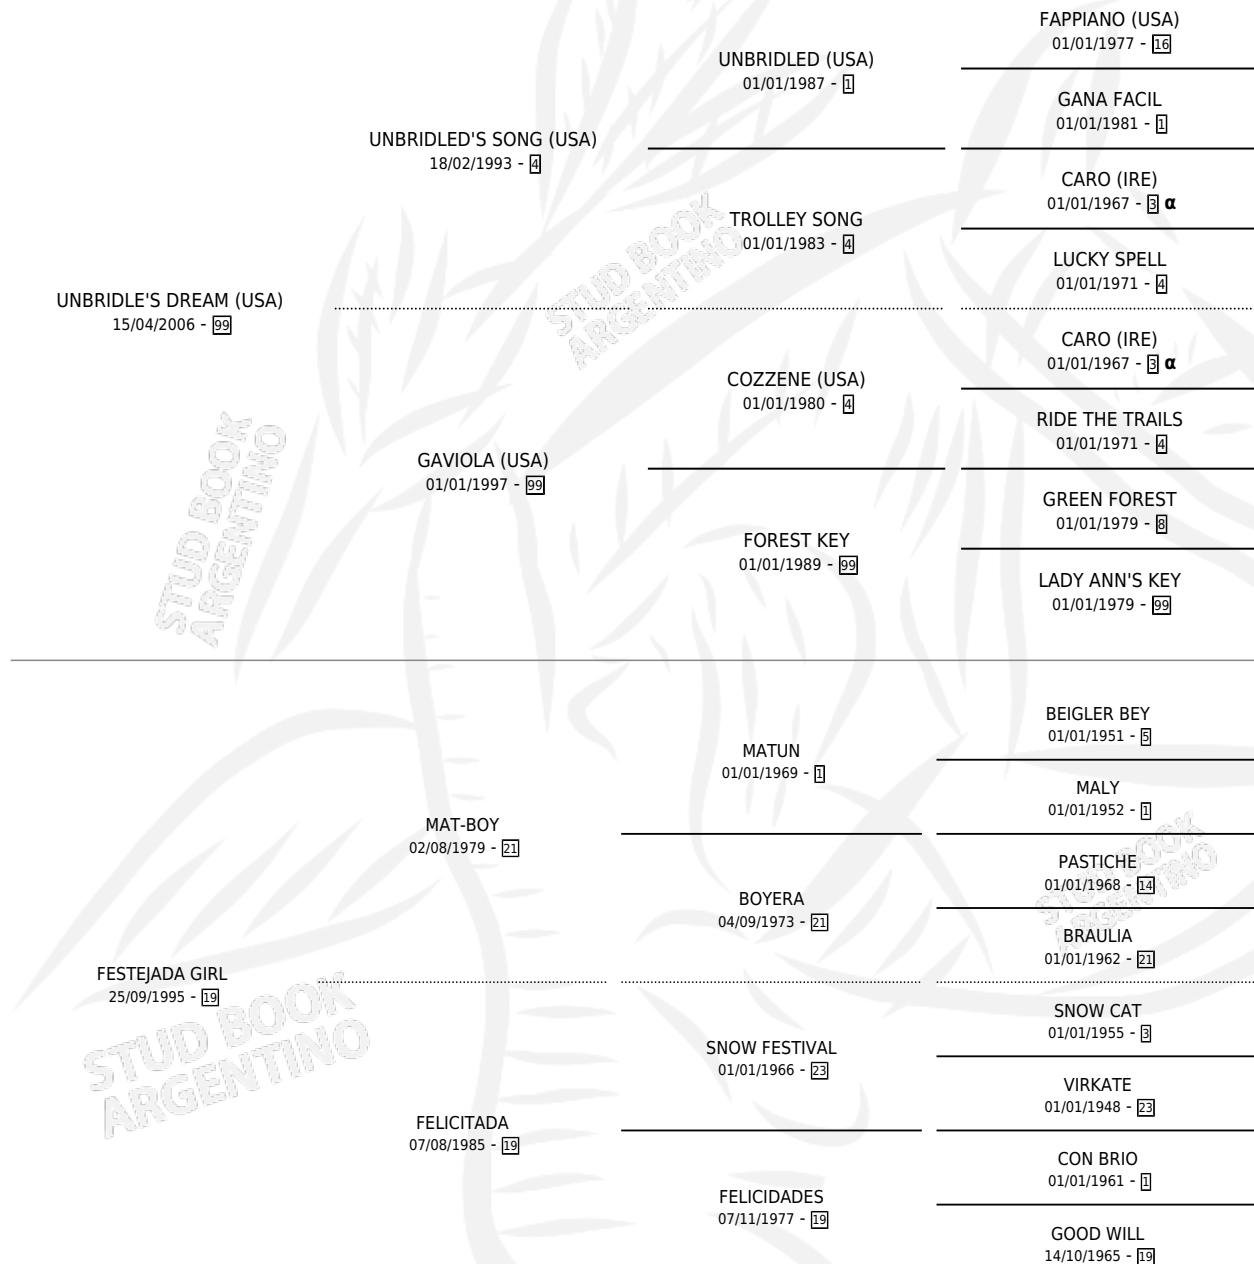 FAPPIANO (USA)
01/01/1977 - 16
UNBRIDLED (USA)
01/01/1987 - 1
GANA FACIL
01/01/1981 - 1
UNBRIDLED'S SONG (USA)
18/02/1993 - 4
CARO (IRE)
01/01/1967 - 3 α
TROLLEY SONG
01/01/1983 - 4
LUCKY SPELL
01/01/1971 - 4
UNBRIDLE'S DREAM (USA)
15/04/2006 - 99
CARO (IRE)
01/01/1967 - 3 α
COZZENE (USA)
01/01/1980 - 4
RIDE THE TRAILS
01/01/1971 - 4
GAVIOLA (USA)
01/01/1997 - 99
GREEN FOREST
01/01/1979 - 8
FOREST KEY
01/01/1989 - 99
LADY ANN'S KEY
01/01/1979 - 99
BEIGLER BEY
01/01/1951 - 5
MATUN
01/01/1969 - 1
MALY
01/01/1952 - 1
MAT-BOY
02/08/1979 - 21
PASTICHE
01/01/1968 - 14
BOYERA
04/09/1973 - 21
BRAULIA
01/01/1962 - 21
FESTEJADA GIRL
25/09/1995 - 19
SNOW CAT
01/01/1955 - 3
SNOW FESTIVAL
01/01/1966 - 23
VIRKATE
01/01/1948 - 23
FELICITADA
07/08/1985 - 19
CON BRIO
01/01/1961 - 1
FELICIDADES
07/11/1977 - 19
GOOD WILL
14/10/1965 - 19
STUD BOOK
ARGENTINO
STUD BOOK
ARGENTINO
STUD BOOK
ARGENTINO
STUD BOOK
ARGENTINO